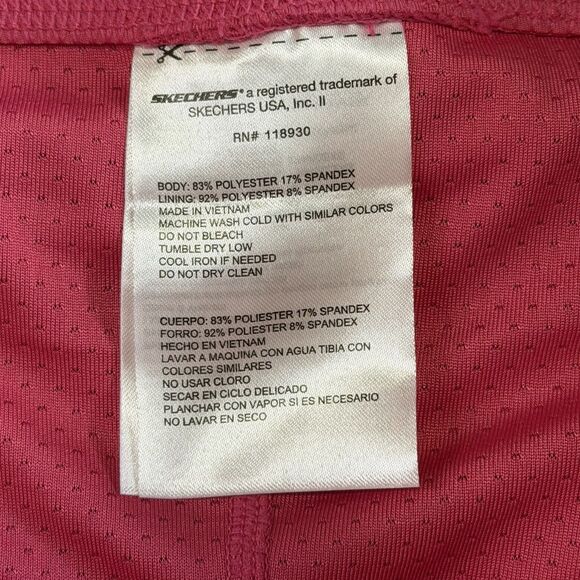 SKECHERS® a registered trademark of
SKECHERS USA, Inc. II
RN# 118930
BODY: 83% POLYESTER 17% SPANDEX
LINING: 92% POLYESTER 8% SPANDEX
MADE IN VIETNAM
MACHINE WASH COLD WITH SIMILAR COLORS
DO NOT BLEACH
TUMBLE DRY LOW
COOL IRON IF NEEDED
DO NOT DRY CLEAN
CUERPO: 83% POLIESTER 17% SPANDEX
FORRO: 92% POLIESTER 8% SPANDEX
HECHO EN VIETNAM
LAVAR A MAQUINA CON AGUA TIBIA CON
COLORES SIMILARES
NO USAR CLORO
SECAR EN CICLO DELICADO
PLANCHAR CON VAPOR SI ES NECESARIO
NO LAVAR EN SECO